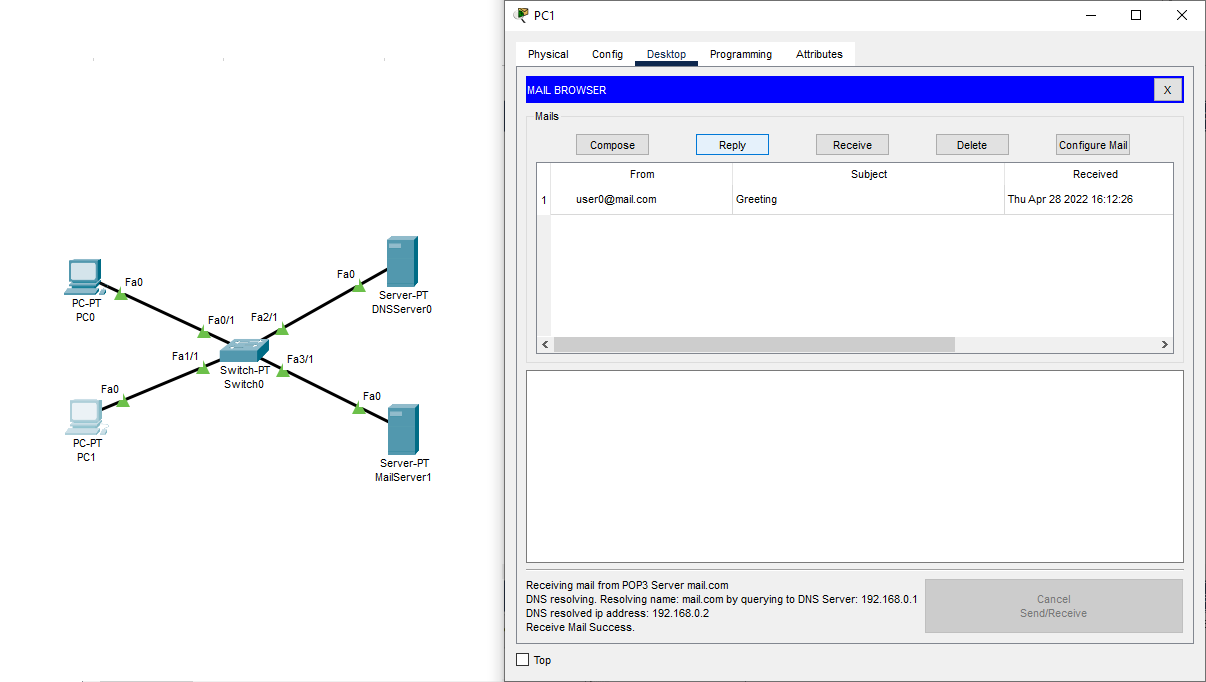 PC1
Physical Config Desktop Programming Attributes
MAIL BROWSER
X
Mails
Compose Reply Receive Delete Configure Mail
From Subject Received
1 user0@mail.com Greeting Thu Apr 28 2022 16:12:26
Receiving mail from POP3 Server mail.com
DNS resolving. Resolving name: mail.com by querying to DNS Server: 192.168.0.1
DNS resolved ip address: 192.168.0.2
Receive Mail Success.
Cancel
Send/Receive
Top
Fa0
PC-PT
PC0
Fa0/1
Fa2/1
Fa0
Server-PT
DNSServer0
Fa1/1
Switch-PT
Switch0
Fa3/1
Fa0
PC-PT
PC1
Fa0
Server-PT
MailServer1